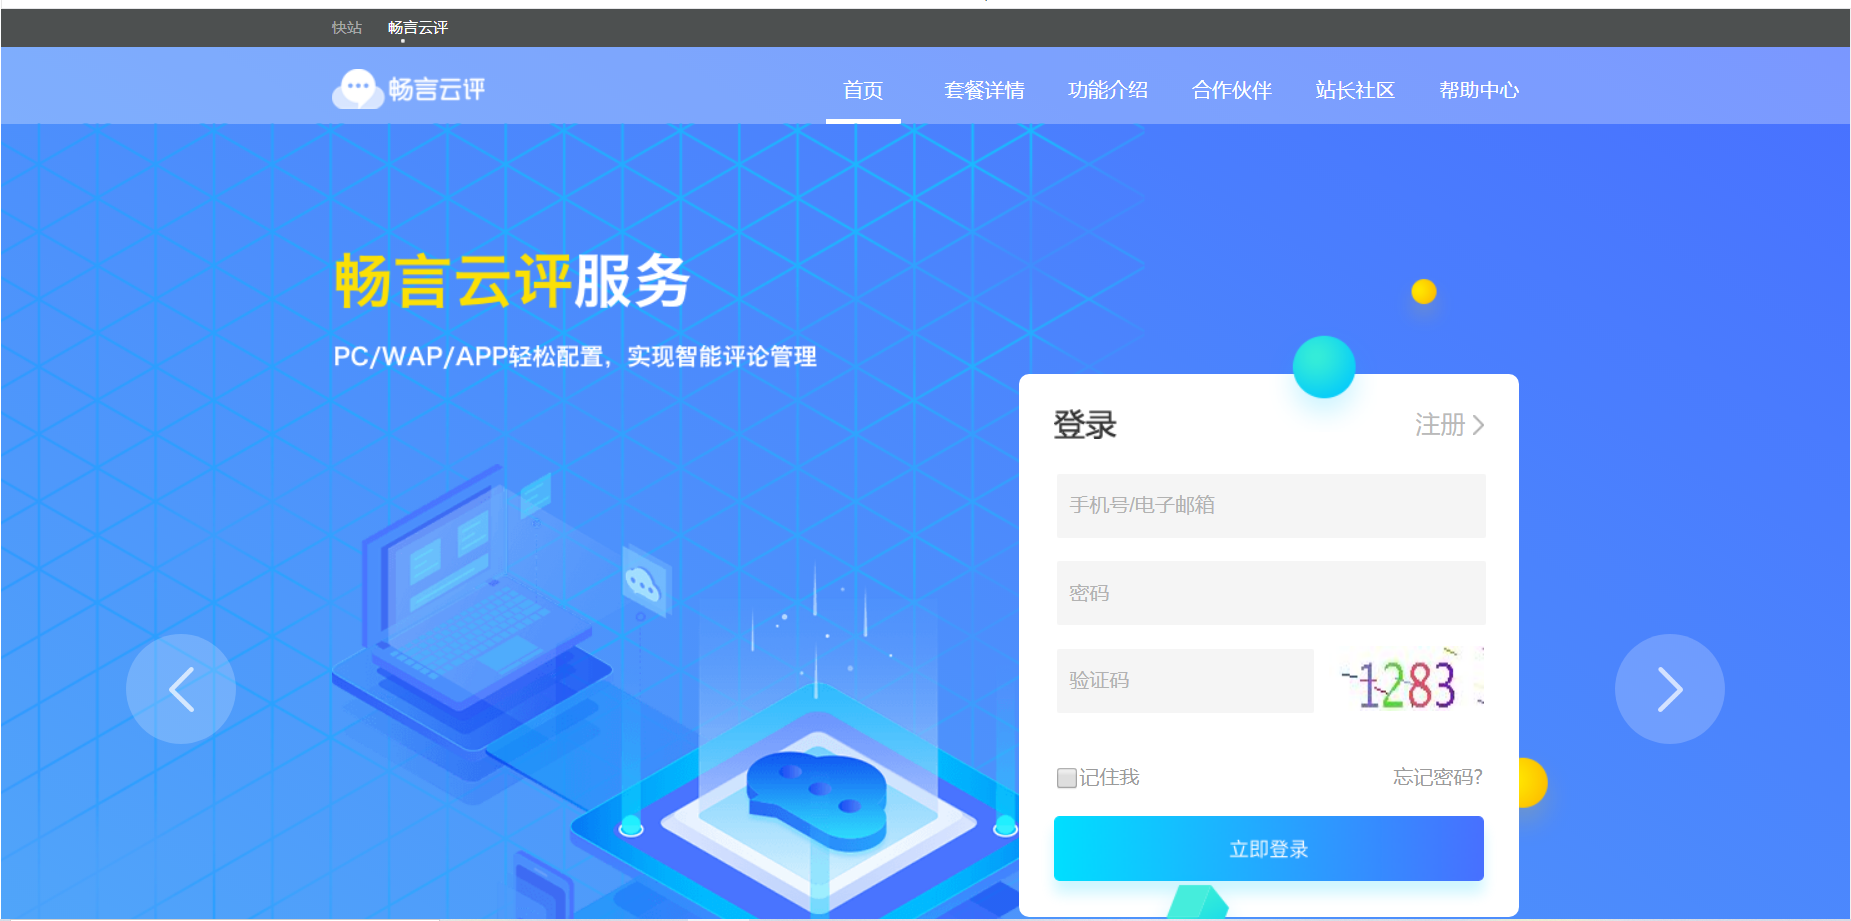 快站 畅言云评
畅言云评 首页 套餐详情 功能介绍 合作伙伴 站长社区 帮助中心
畅言云评服务
PC/WAP/APP轻松配置，实现智能评论管理
登录 注册
手机号/电子邮箱
密码
验证码 1283
记住我 忘记密码?
立即登录